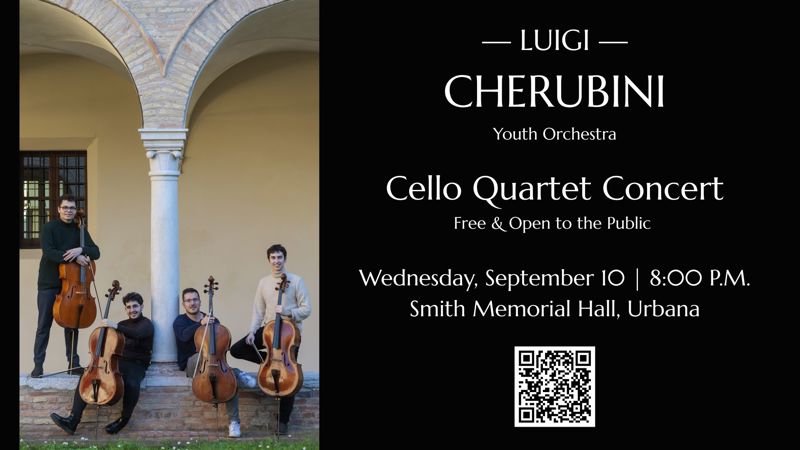 — LUIGI —
CHERUBINI
Youth Orchestra
Cello Quartet Concert
Free & Open to the Public
Wednesday, September 10 | 8:00 P.M.
Smith Memorial Hall, Urbana